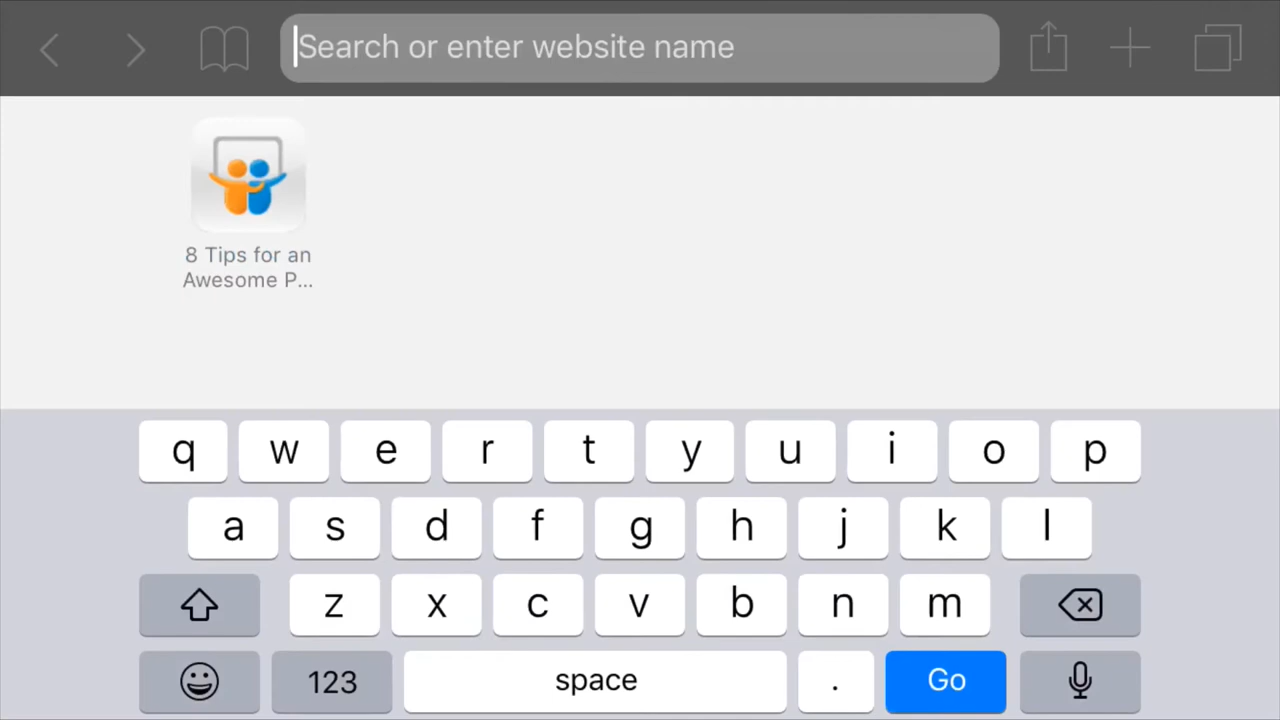 Search or enter website name
8 Tips for an
Awesome P...
q w e r t y u i o p
a s d f g h j k l
z x c v b n m
123 space . Go